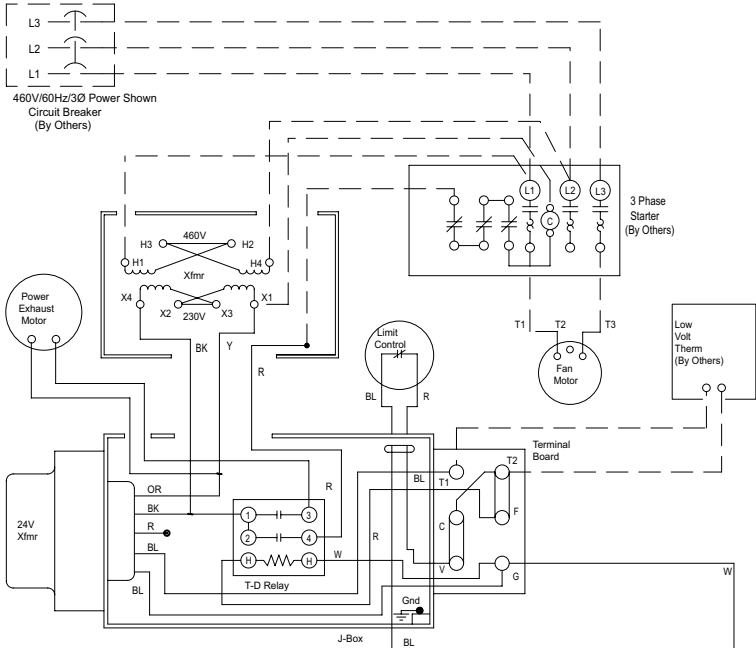 L3
L2
L1
460V/60Hz/3Ø Power Shown
Circuit Breaker
(By Others)
L1
L2
L3
C
3 Phase
Starter
(By Others)
460V
H3
H2
H1
H4
Xfmr
X4
X2
230V
X3
X1
BK
Y
R
Power
Exhaust
Motor
Limit
Control
BL
R
T1
T2
T3
Fan
Motor
Low
Volt
Therm
(By Others)
24V
Xfmr
OR
BK
R
BL
BL
1
3
2
4
H
H
T-D Relay
R
W
R
BL
T1
T2
Terminal
Board
C
F
V
G
W
Gnd
J-Box
BL